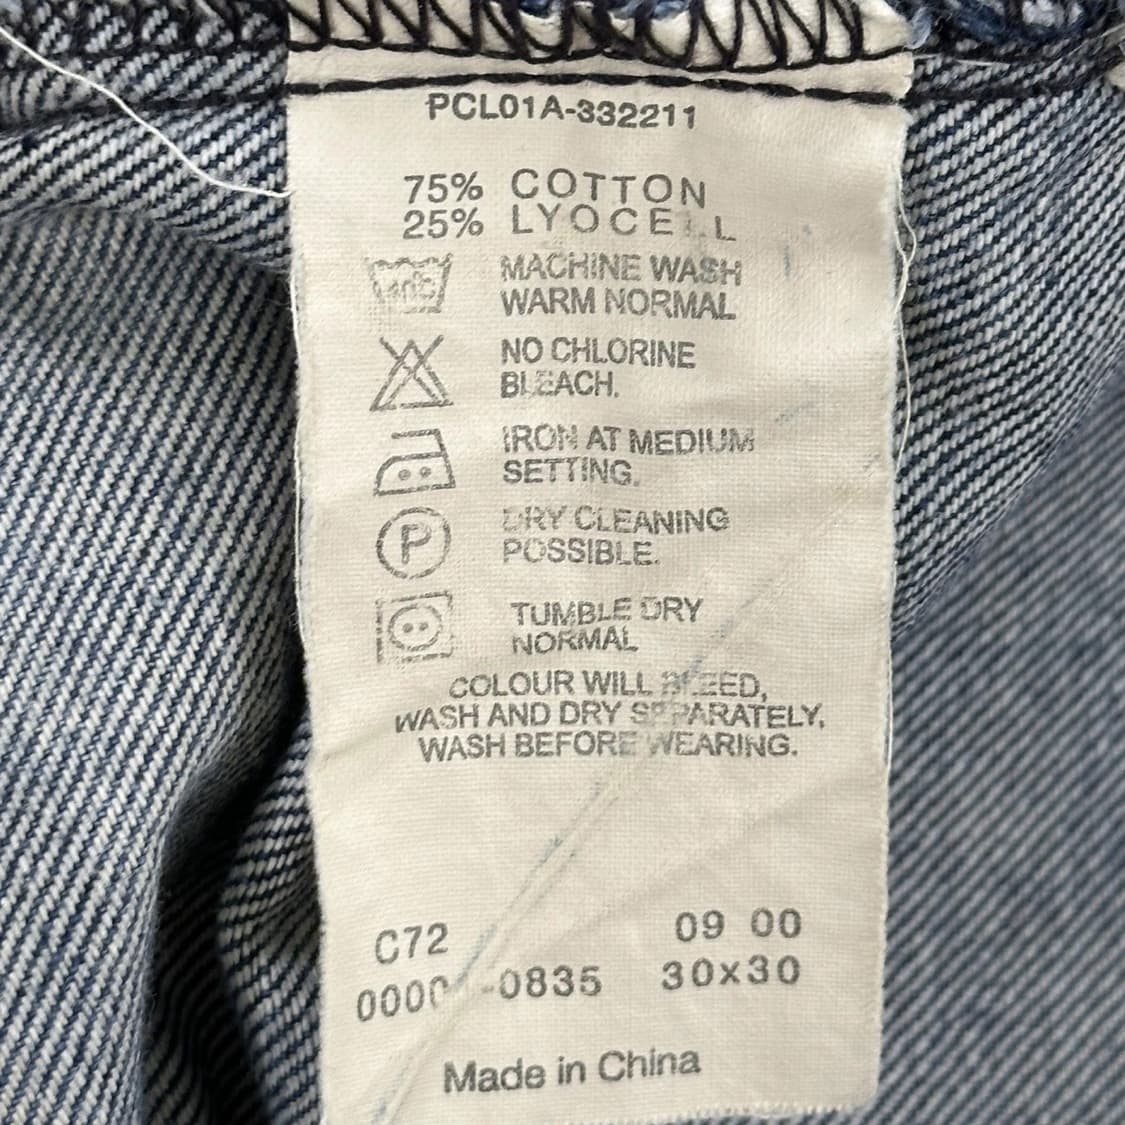 PCL01A-332211
75% COTTON
25% LYOCELL
MACHINE WASH
WARM NORMAL
NO CHLORINE
BLEACH.
IRON AT MEDIUM
SETTING.
P
DRY CLEANING
POSSIBLE.
TUMBLE DRY
NORMAL
COLOUR WILL BLEED,
WASH AND DRY SEPARATELY,
WASH BEFORE WEARING.
C72 09 00
-0835 30x30
Made in China